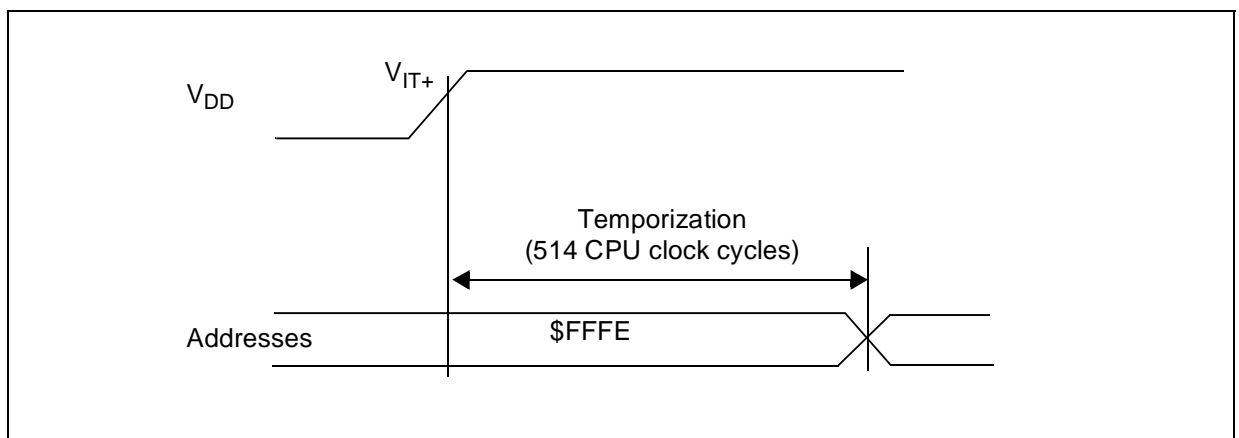 V_IT+
V_DD
Temporization
(514 CPU clock cycles)
Addresses
$FFFE